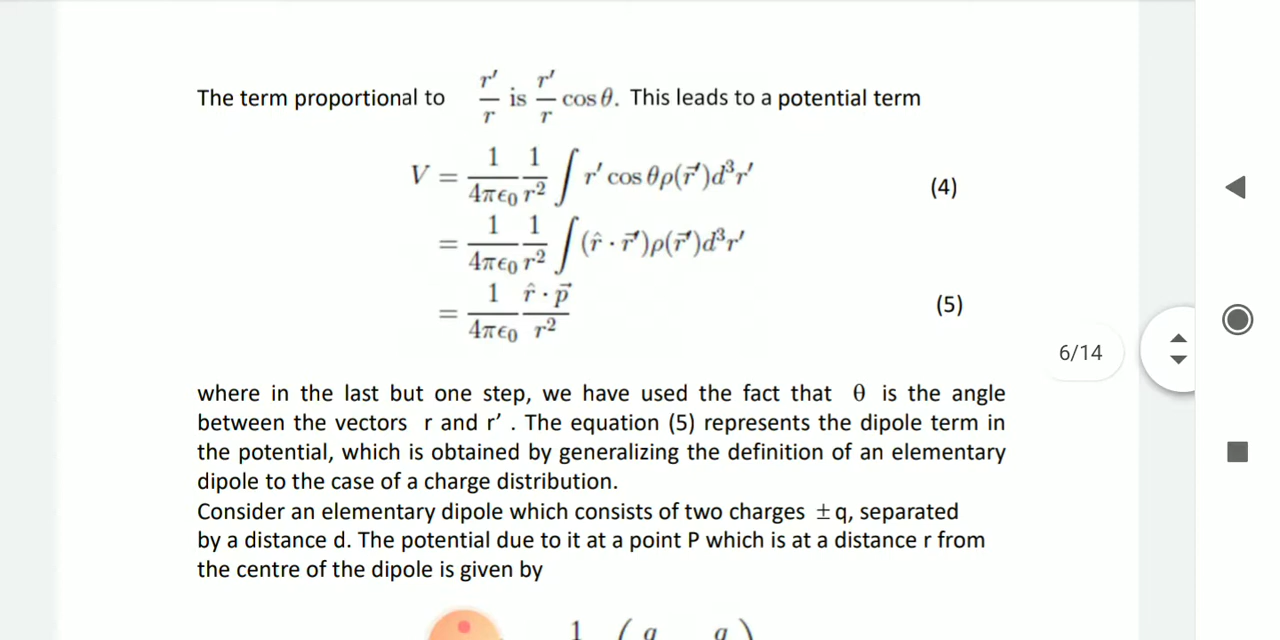 The term proportional to r′/r is r′/r cos θ. This leads to a potential term
V = 1/4πϵ₀ 1/r² ∫ r′ cos θρ(r⃗′)d³r′ (4)
= 1/4πϵ₀ 1/r² ∫ (r̂ · r⃗′)ρ(r⃗′)d³r′
= 1/4πϵ₀ r̂ · p⃗/r² (5)
6/14
where in the last but one step, we have used the fact that θ is the angle
between the vectors r and r′ . The equation (5) represents the dipole term in
the potential, which is obtained by generalizing the definition of an elementary
dipole to the case of a charge distribution.
Consider an elementary dipole which consists of two charges ±q, separated
by a distance d. The potential due to it at a point P which is at a distance r from
the centre of the dipole is given by